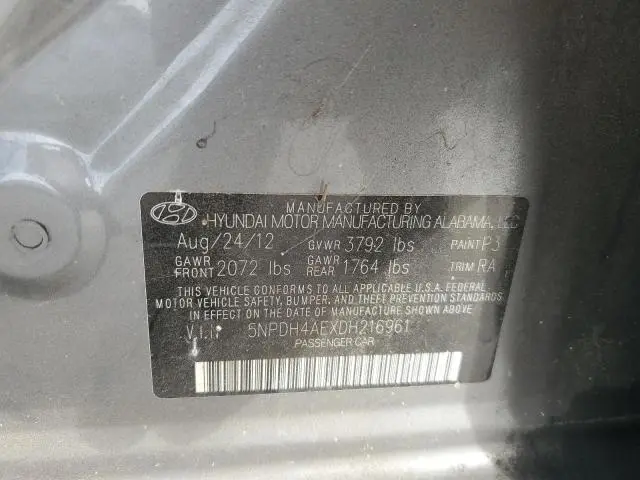 MANUFACTURED BY
HYUNDAI MOTOR MANUFACTURING ALABAMA, LLC
Aug/24/12 GVWR 3792 lbs PAINT P3
GAWR FRONT 2072 lbs GAWR REAR 1764 lbs TRIM RA
THIS VEHICLE CONFORMS TO ALL APPLICABLE U.S.A. FEDERAL
MOTOR VEHICLE SAFETY, BUMPER, AND THEFT PREVENTION
STANDARDS IN EFFECT ON THE DATE OF MANUFACTURE SHOWN ABOVE.
V.I.N 5NPDH4AEXDH216961
PASSENGER CAR